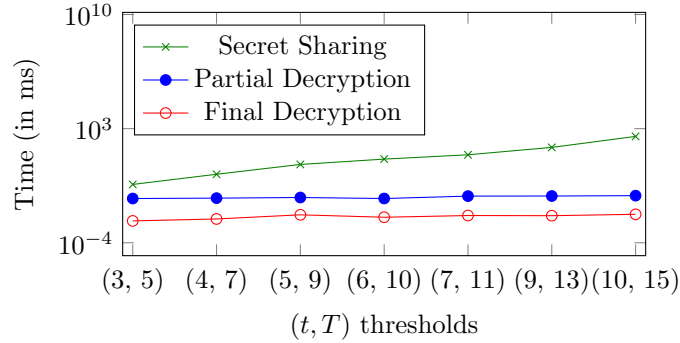 10^10
10^3
10^−4
Time (in ms)
Secret Sharing
Partial Decryption
Final Decryption
(3, 5) (4, 7) (5, 9) (6, 10) (7, 11) (9, 13) (10, 15)
(t, T) thresholds